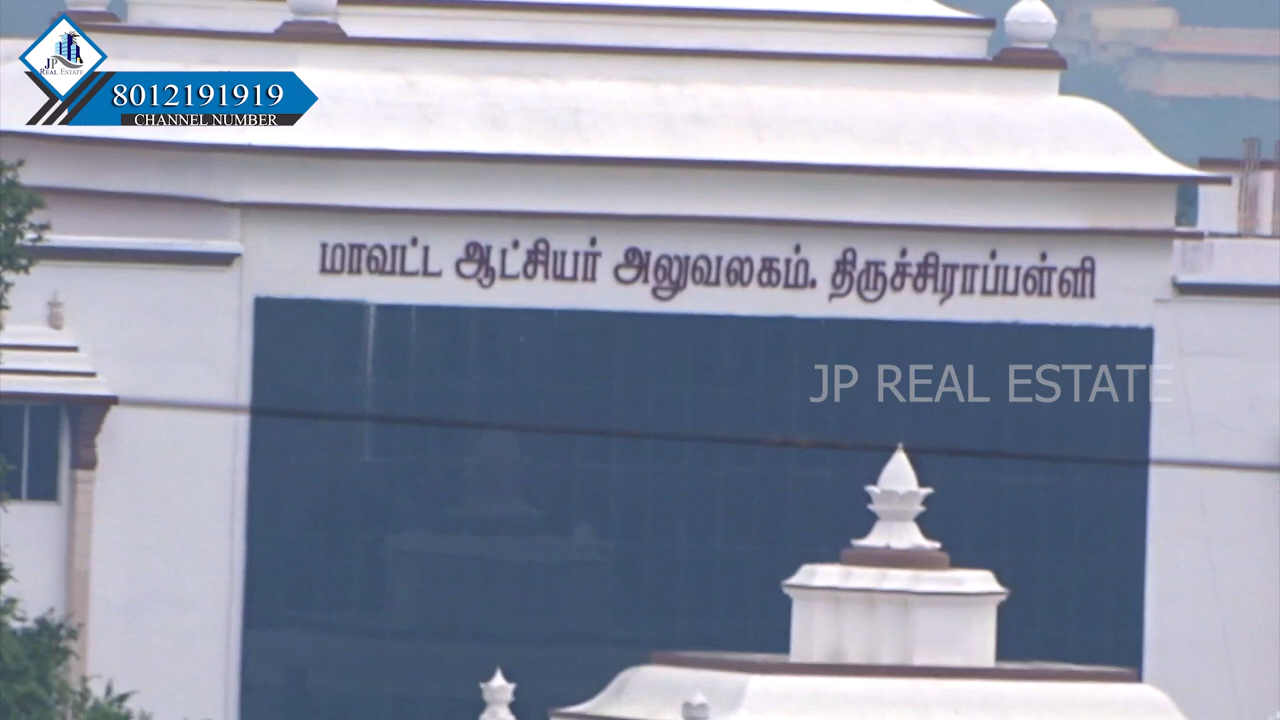 JP
REAL ESTATE
8012191919
CHANNEL NUMBER
மாவட்ட ஆட்சியர் அலுவலகம். திருச்சிராப்பள்ளி
JP REAL ESTATE